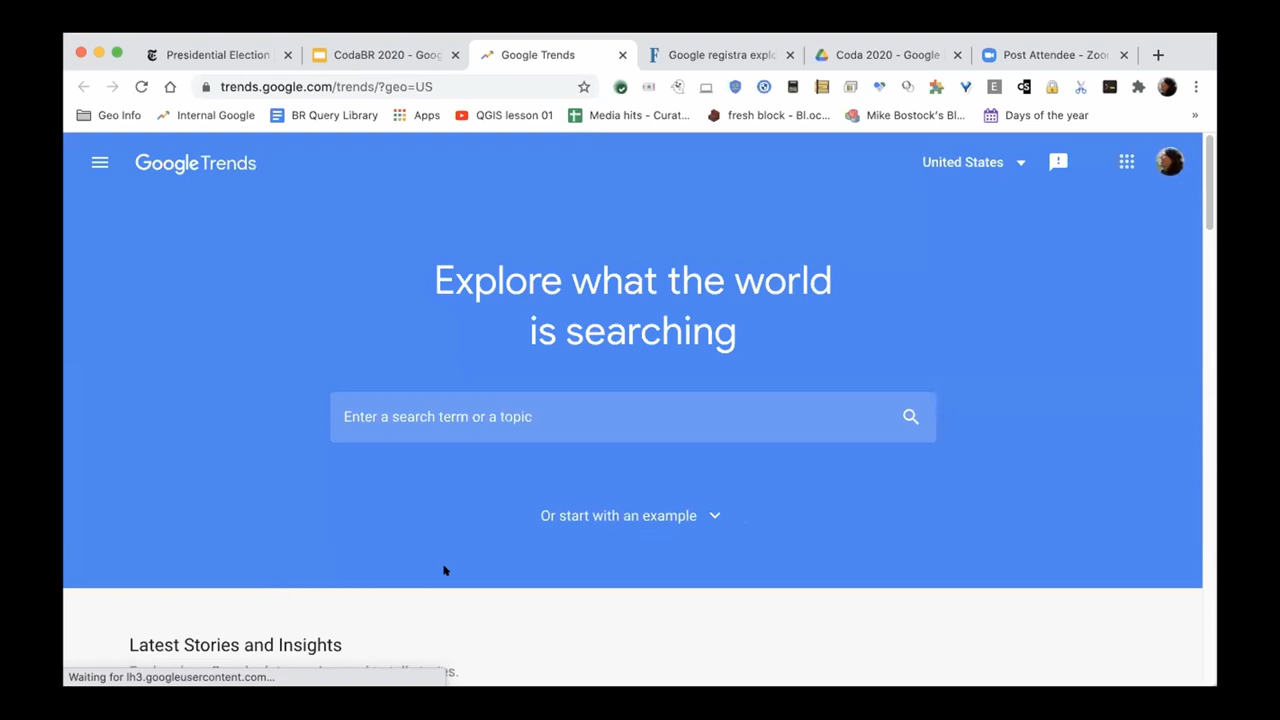 Presidential Election
CodaBR 2020 - Goog
Google Trends
Google registra explo
Coda 2020 - Google
Post Attendee - Zoo
trends.google.com/trends/?geo=US
Geo Info
Internal Google
BR Query Library
Apps
QGIS lesson 01
Media hits - Curat...
fresh block - Bl.oc...
Mike Bostock's Bl...
Days of the year
»
Google Trends
United States
Explore what the world
is searching
Enter a search term or a topic
Or start with an example
Latest Stories and Insights
Waiting for lh3.googleusercontent.com...